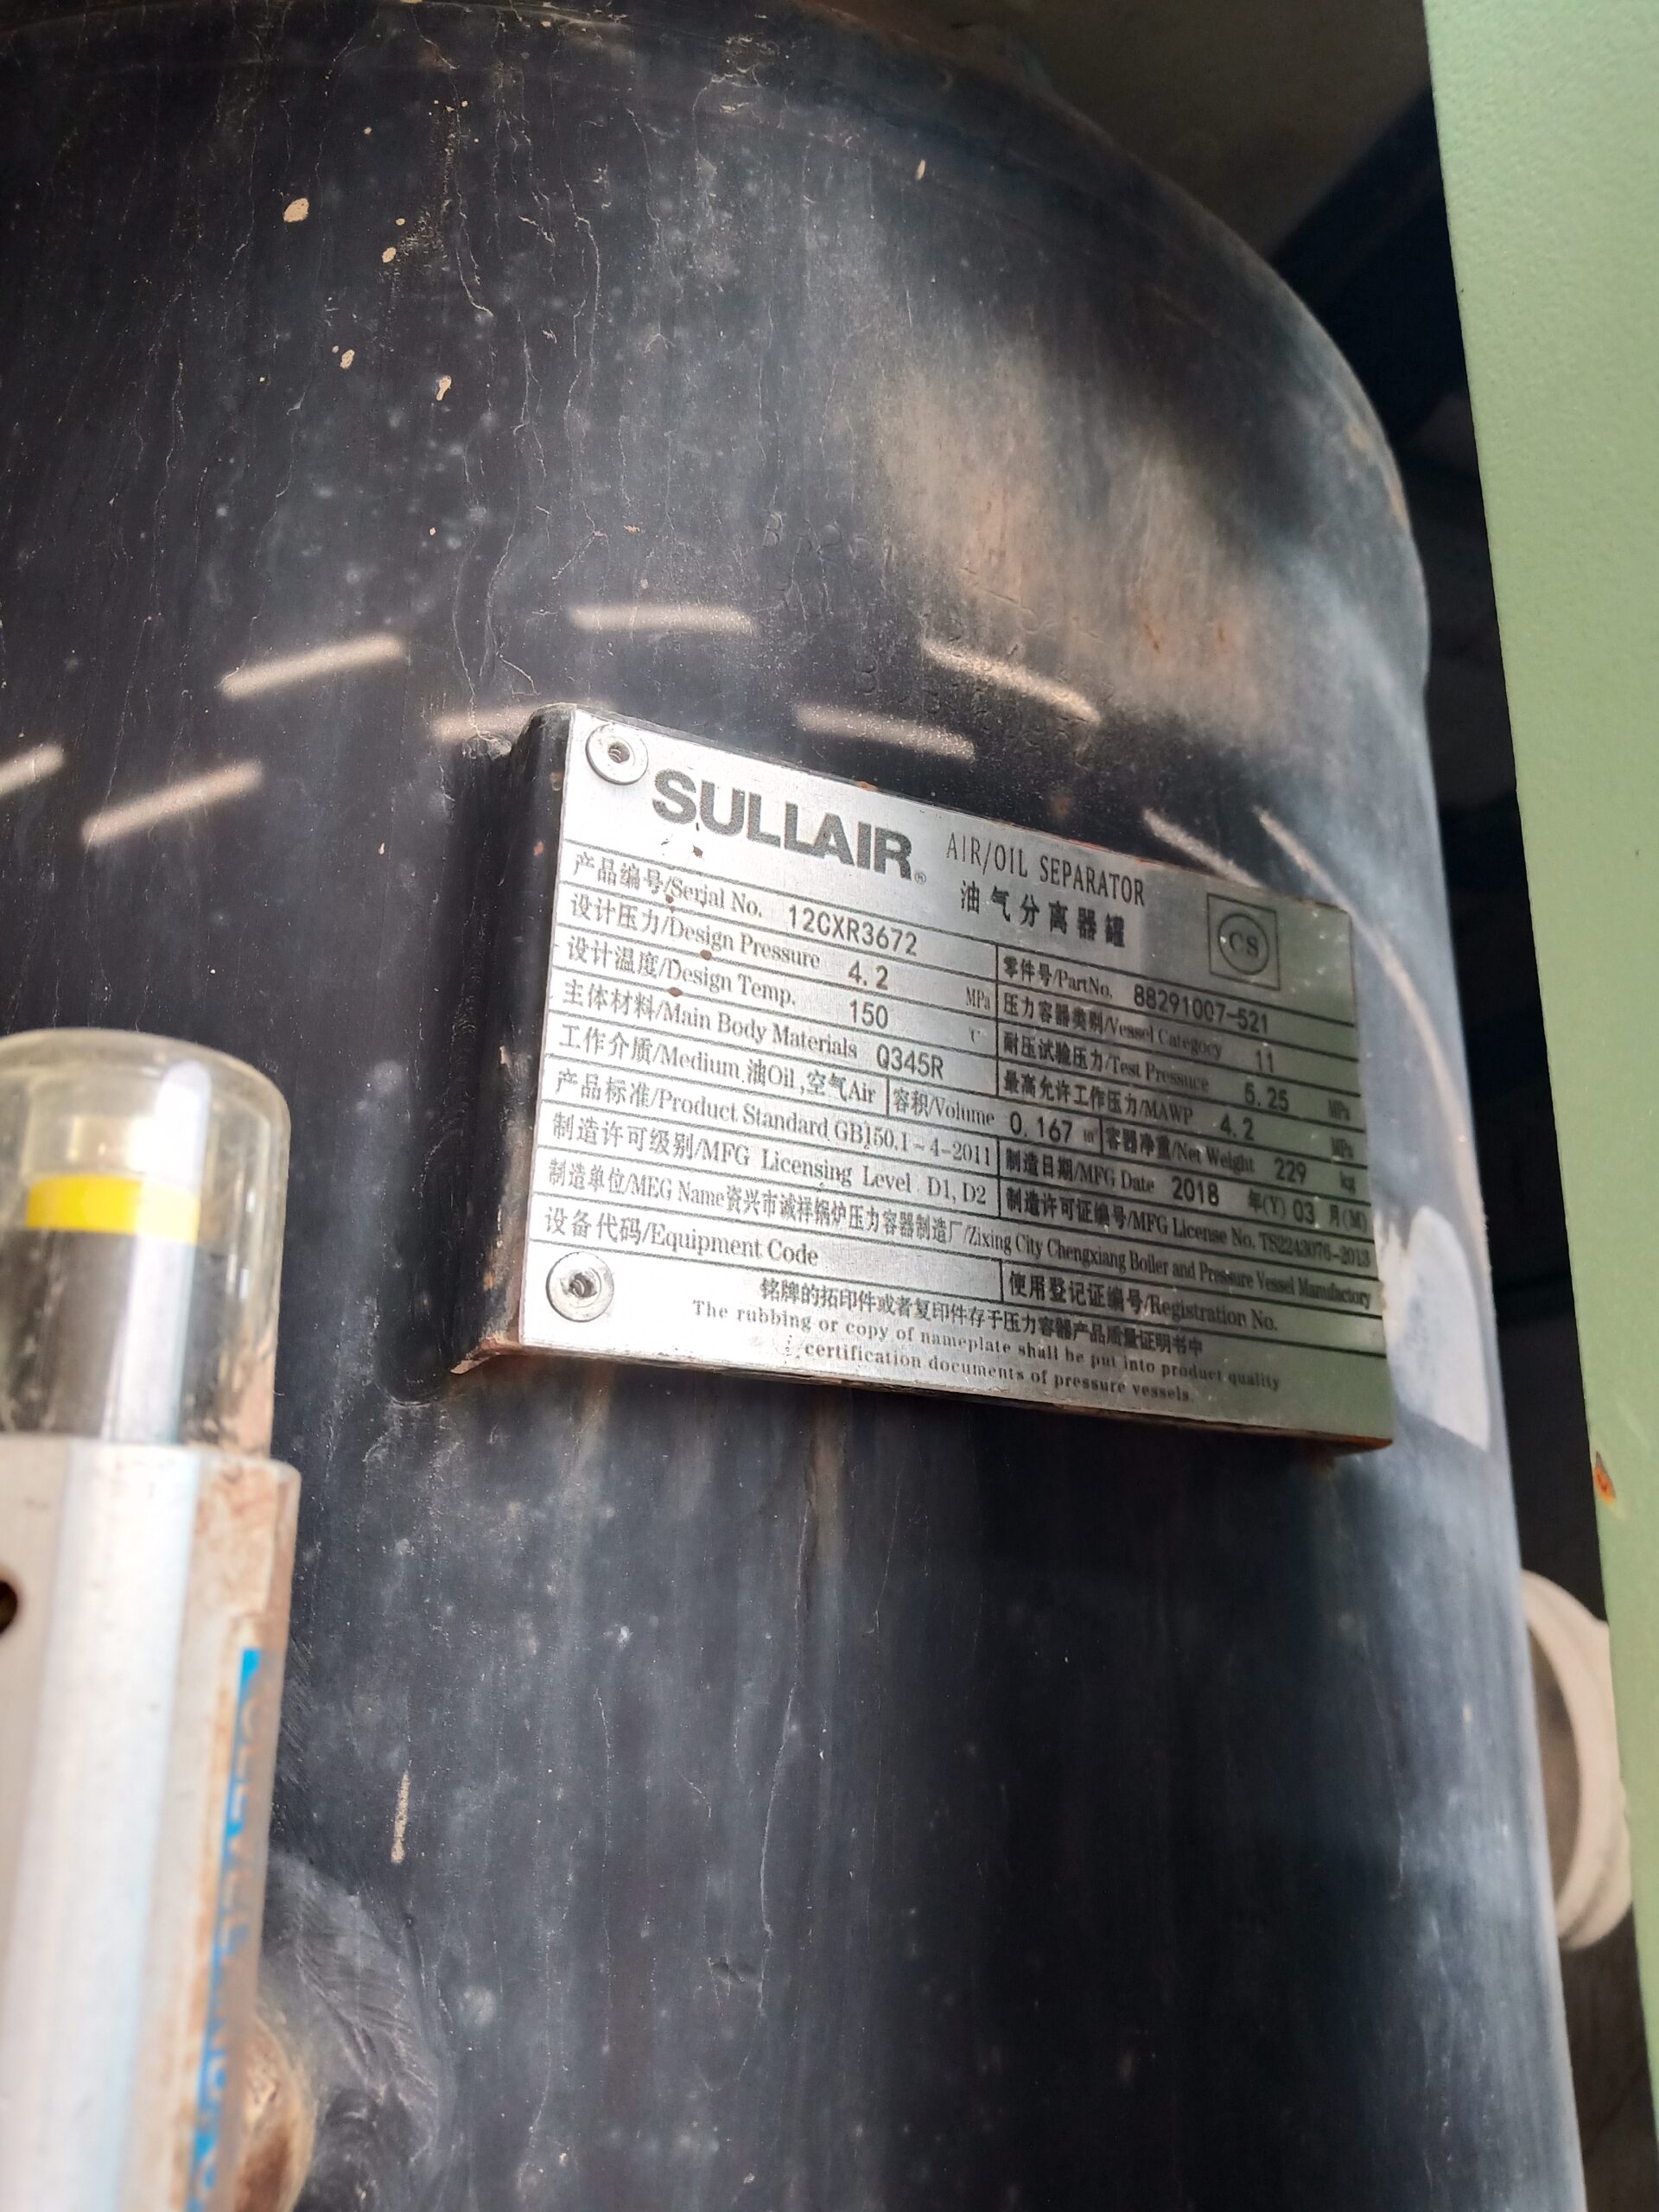 SULLAIR®
AIR/OIL SEPARATOR
油气分离器罐
CS
产品编号/Serial No. 12CXR3672
零件号/PartNo. 88291007-521
设计压力/Design Pressure 4.2 MPa
压力容器类别/Vessel Category 11
设计温度/Design Temp. 150 ℃
耐压试验压力/Test Pressuce 5.25 MPa
主体材料/Main Body Materials Q345R
最高允许工作压力/MAWP 4.2 MPa
工作介质/Medium 油Oil,空气Air
容积/Volume 0.167 m³
容器净重/Net Weight 229 kg
产品标准/Product Standard GB150.1~4-2011
制造日期/MFG Date 2018 年(Y) 03 月(M)
制造许可级别/MFG Licensing Level D1, D2
制造许可证编号/MFG License No. TS2243076-2013
制造单位/MEG Name资兴市诚祥锅炉压力容器制造厂/Zixing City Chengxiang Boiler and Pressure Vessel Manufactory
设备代码/Equipment Code
使用登记证编号/Registration No.
铭牌的拓印件或者复印件存于压力容器产品质量证明书中
The rubbing or copy of nameplate shall be put into product quality
certification documents of pressure vessels.